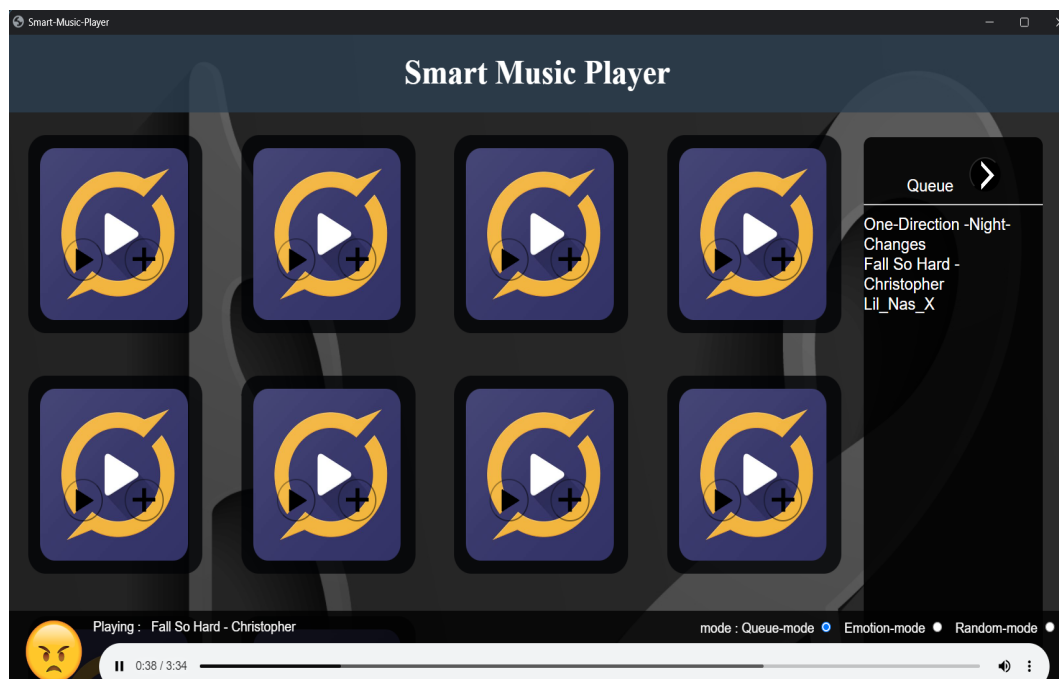 Smart-Music-Player
Smart Music Player
Queue
One-Direction -Night-
Changes
Fall So Hard -
Christopher
Lil_Nas_X
Playing : Fall So Hard - Christopher
mode : Queue-mode Emotion-mode Random-mode
0:38 / 3:34